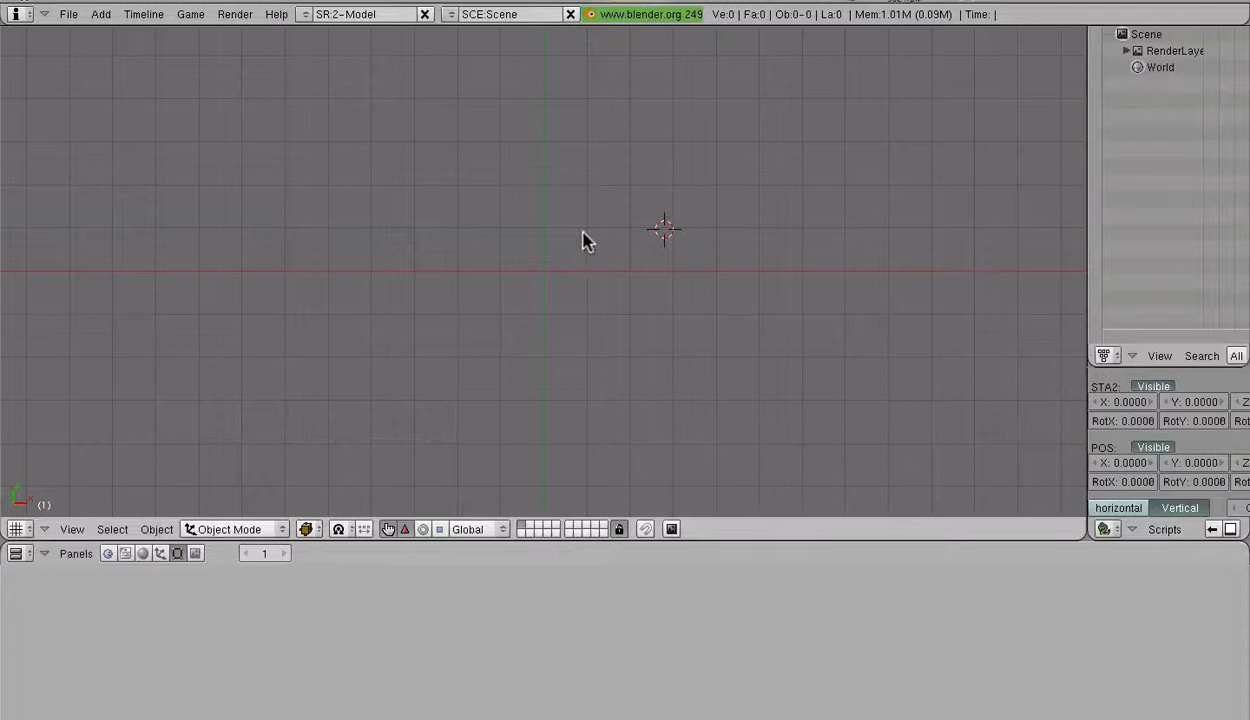 File Add Timeline Game Render Help SR:2-Model SCE:Scene www.blender.org 249 Ve:0 | Fa:0 | Ob:0-0 | La:0 | Mem:1.01M (0.09M) | Time: |
Scene
RenderLaye
World
View Search All
STA2: Visible
X: 0.0000 Y: 0.0000 Z
RotX: 0.0000 RotY: 0.0000 Rot
POS: Visible
X: 0.0000 Y: 0.0000 Z
RotX: 0.0000 RotY: 0.0000 Rot
(1)
horizontal Vertical
View Select Object Object Mode Global
Scripts
Panels 1